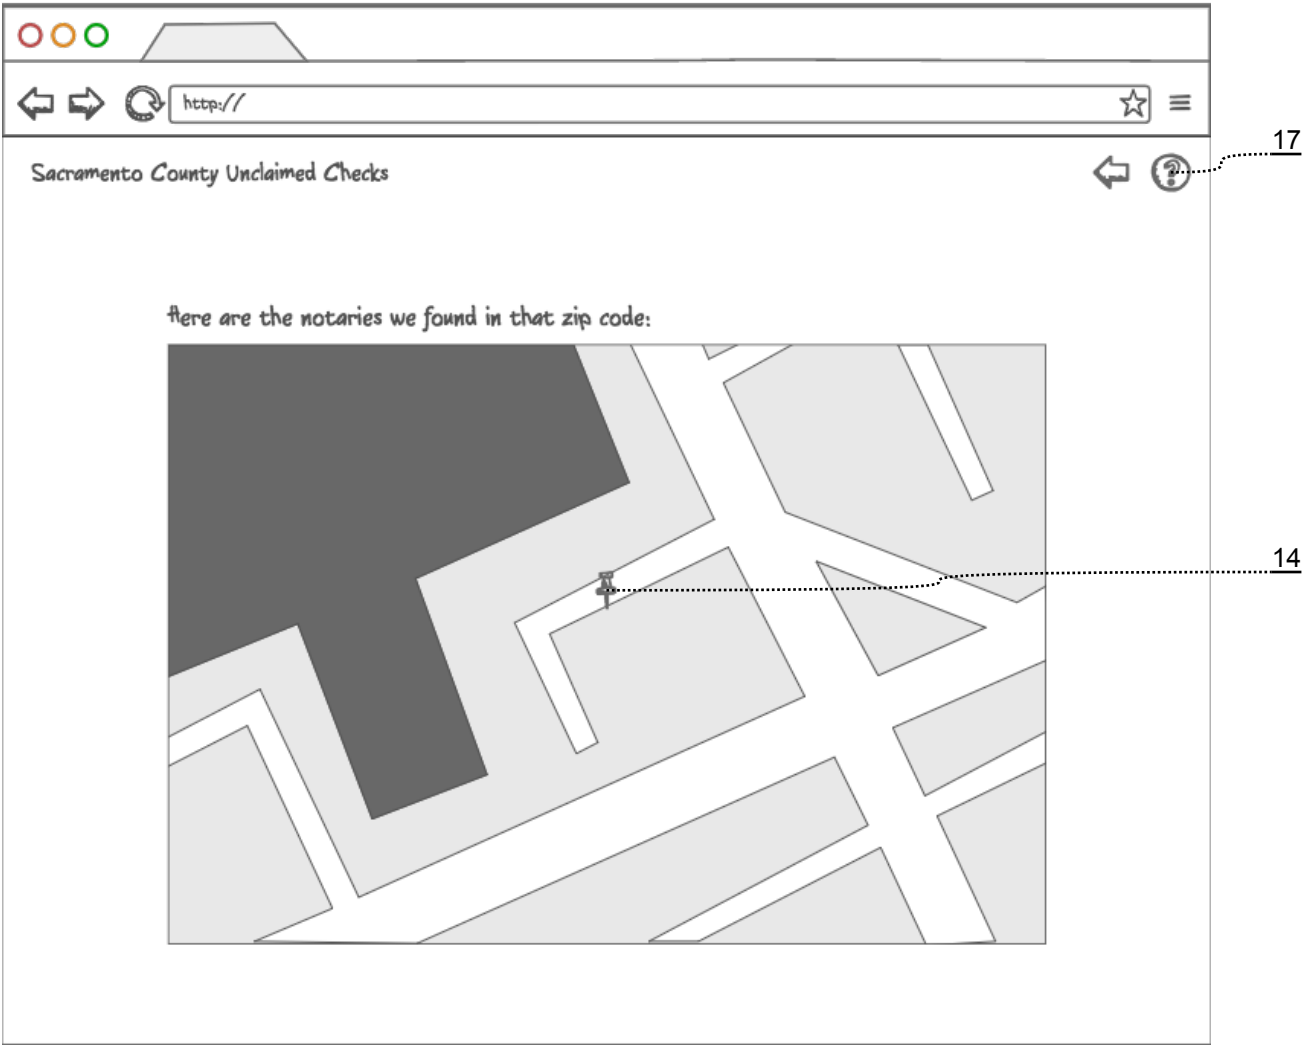 http://
Sacramento County Unclaimed Checks
17
Here are the notaries we found in that zip code:
14